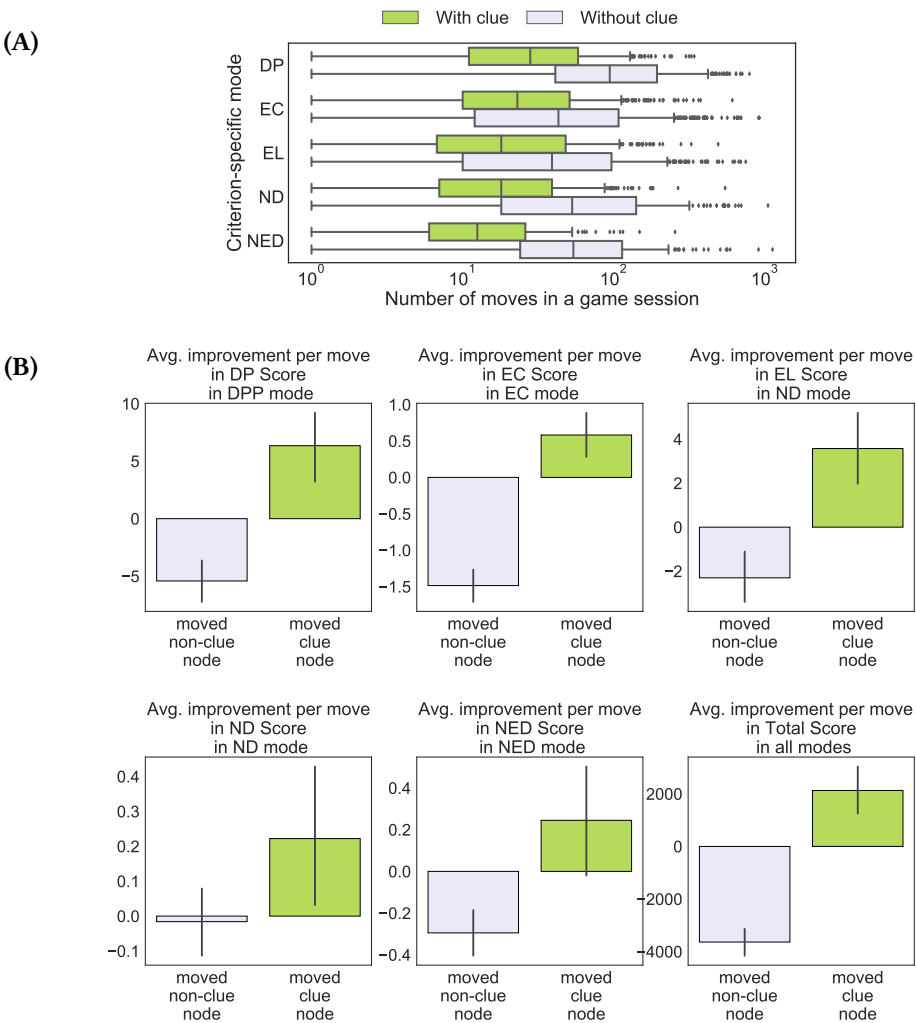 With clue Without clue
(A)
Criterion-specific mode
DP
EC
EL
ND
NED
10^0 10^1 10^2 10^3
Number of moves in a game session
(B)
Avg. improvement per move
in DP Score
in DPP mode
10
5
0
−5
moved
non-clue
node
moved
clue
node
Avg. improvement per move
in EC Score
in EC mode
1.0
0.5
0.0
−0.5
−1.0
−1.5
moved
non-clue
node
moved
clue
node
Avg. improvement per move
in EL Score
in ND mode
4
2
0
−2
moved
non-clue
node
moved
clue
node
Avg. improvement per move
in ND Score
in ND mode
0.4
0.3
0.2
0.1
0.0
−0.1
moved
non-clue
node
moved
clue
node
Avg. improvement per move
in NED Score
in NED mode
0.4
0.2
0.0
−0.2
−0.4
moved
non-clue
node
moved
clue
node
Avg. improvement per move
in Total Score
in all modes
2000
0
−2000
−4000
moved
non-clue
node
moved
clue
node